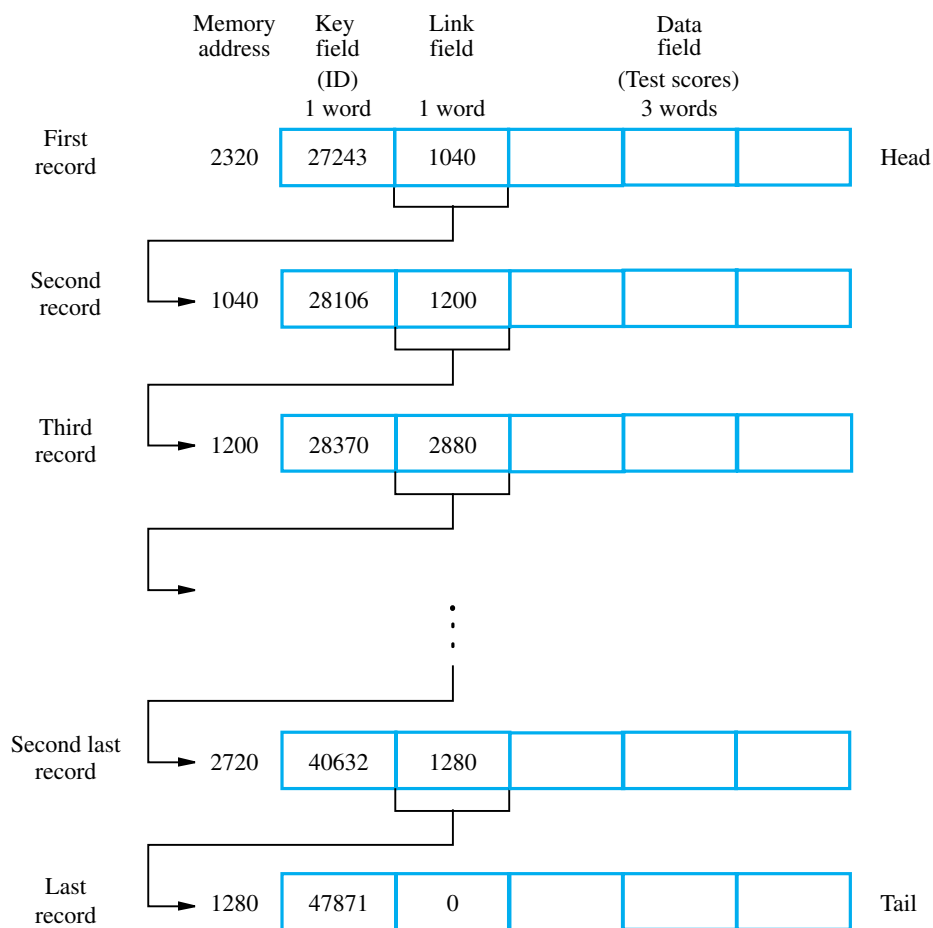 Memory Key Link Data
address field field field
(ID) (Test scores)
1 word 1 word 3 words
First
record
2320 27243 1040 Head
Second
record
1040 28106 1200
Third
record
1200 28370 2880
Second last
record
2720 40632 1280
Last
record
1280 47871 0 Tail